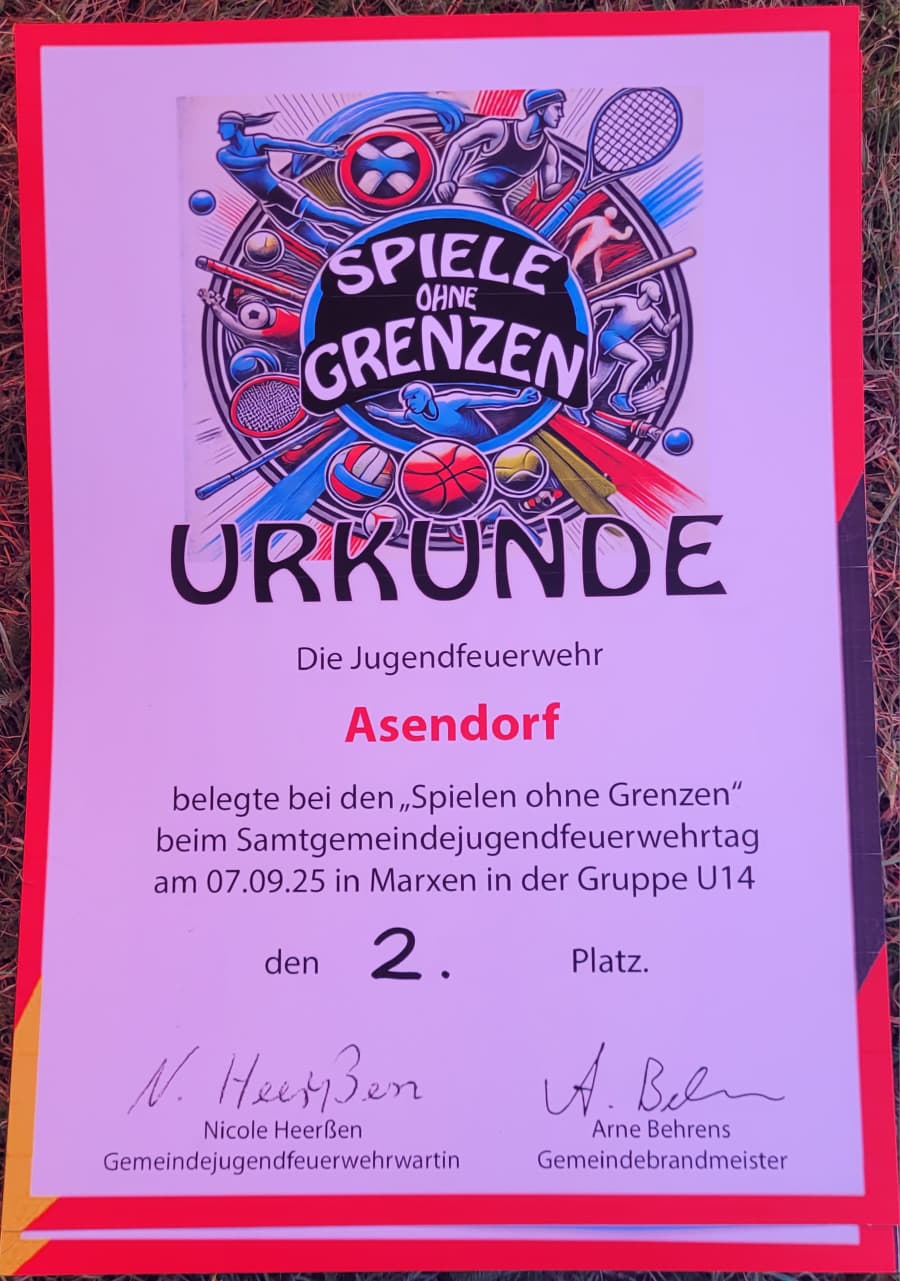 SPIELE
OHNE
GRENZEN
URKUNDE
Die Jugendfeuerwehr
Asendorf
belegte bei den „Spielen ohne Grenzen“
beim Samtgemeindejugendfeuerwehrtag
am 07.09.25 in Marxen in der Gruppe U14
den 2. Platz.
N. Heerßen A. Behrens
Nicole Heerßen Arne Behrens
Gemeindejugendfeuerwehrwartin Gemeindebrandmeister